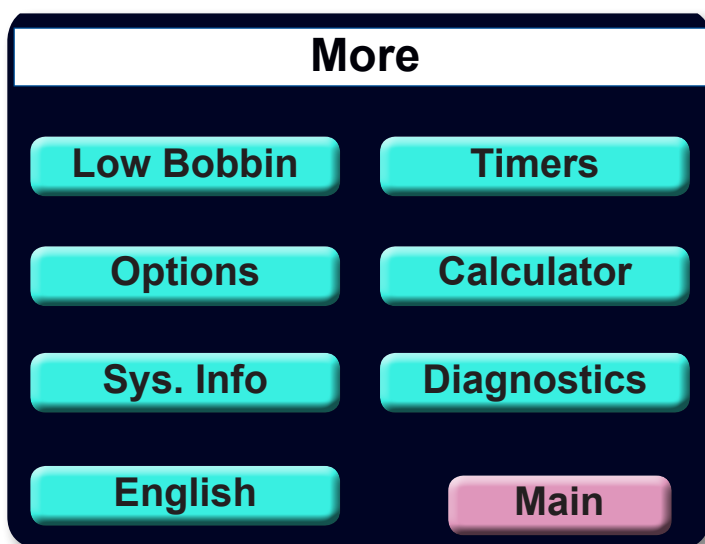 More
Low Bobbin
Timers
Options
Calculator
Sys. Info
Diagnostics
English
Main